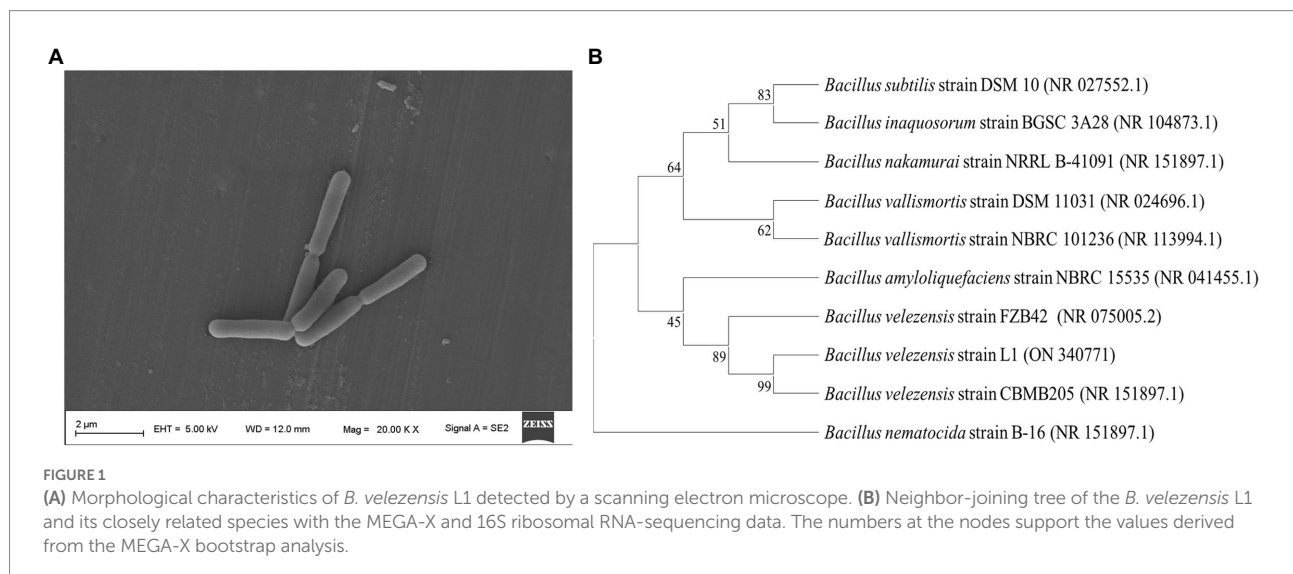 A
B
2 µm
EHT = 5.00 kV
WD = 12.0 mm
Mag = 20.00 K X
Signal A = SE2
ZEISS
83
51
64
62
45
89
99
Bacillus subtilis strain DSM 10 (NR 027552.1)
Bacillus inaquosorum strain BGSC 3A28 (NR 104873.1)
Bacillus nakamurai strain NRRL B-41091 (NR 151897.1)
Bacillus vallismortis strain DSM 11031 (NR 024696.1)
Bacillus vallismortis strain NBRC 101236 (NR 113994.1)
Bacillus amyloliquefaciens strain NBRC 15535 (NR 041455.1)
Bacillus velezensis strain FZB42 (NR 075005.2)
Bacillus velezensis strain L1 (ON 340771)
Bacillus velezensis strain CBMB205 (NR 151897.1)
Bacillus nematocida strain B-16 (NR 151897.1)
FIGURE 1
(A) Morphological characteristics of B. velezensis L1 detected by a scanning electron microscope. (B) Neighbor-joining tree of the B. velezensis L1
and its closely related species with the MEGA-X and 16S ribosomal RNA-sequencing data. The numbers at the nodes support the values derived
from the MEGA-X bootstrap analysis.